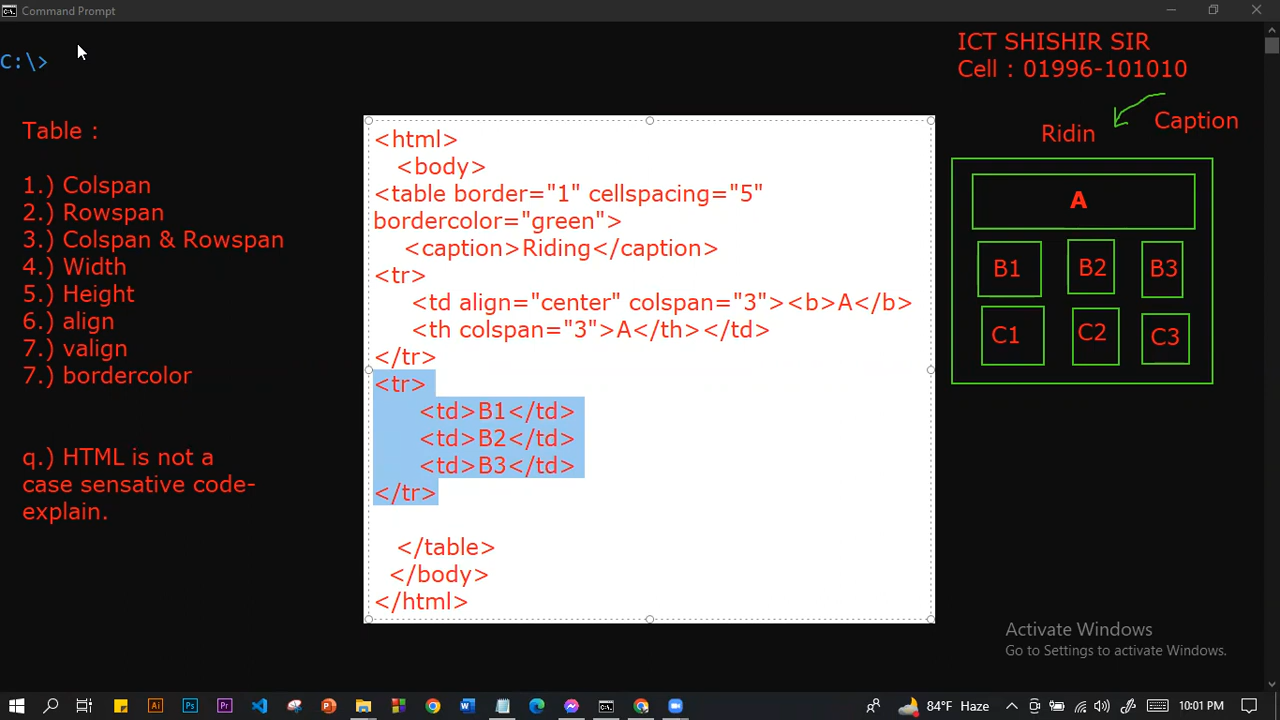 Command Prompt
C:\>
ICT SHISHIR SIR
Cell : 01996-101010
Table :
1.) Colspan
2.) Rowspan
3.) Colspan & Rowspan
4.) Width
5.) Height
6.) align
7.) valign
7.) bordercolor
q.) HTML is not a
case sensative code-
explain.
<html>
<body>
<table border="1" cellspacing="5"
bordercolor="green">
<caption>Riding</caption>
<tr>
<td align="center" colspan="3"><b>A</b>
<th colspan="3">A</th></td>
</tr>
<tr>
<td>B1</td>
<td>B2</td>
<td>B3</td>
</tr>
</table>
</body>
</html>
Caption
Ridin
A
B1 B2 B3
C1 C2 C3
Activate Windows
Go to Settings to activate Windows.
84°F Haze 10:01 PM